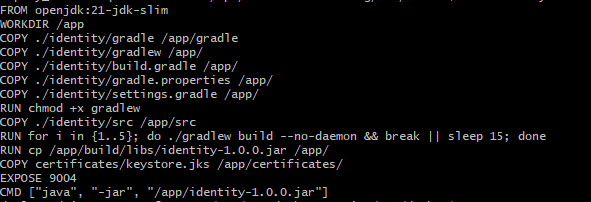 FROM openjdk:21-jdk-slim
WORKDIR /app
COPY ./identity/gradle /app/gradle
COPY ./identity/gradlew /app/
COPY ./identity/build.gradle /app/
COPY ./identity/gradle.properties /app/
COPY ./identity/settings.gradle /app/
RUN chmod +x gradlew
COPY ./identity/src /app/src
RUN for i in {1..5}; do ./gradlew build --no-daemon && break || sleep 15; done
RUN cp /app/build/libs/identity-1.0.0.jar /app/
COPY certificates/keystore.jks /app/certificates/
EXPOSE 9004
CMD ["java", "-jar", "/app/identity-1.0.0.jar"]